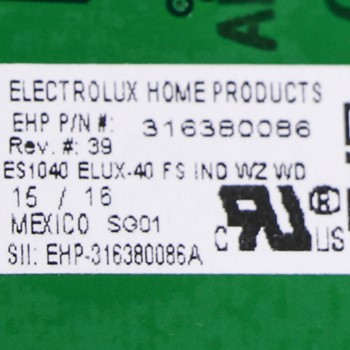 ELECTROLUX HOME PRODUCTS
EHP P/N #: 316380086
Rev. #: 39
ES1040 ELUX-40 FS IND WZ WD
15 / 16
MEXICO SG01
C US ®
SII: EHP-316380086A